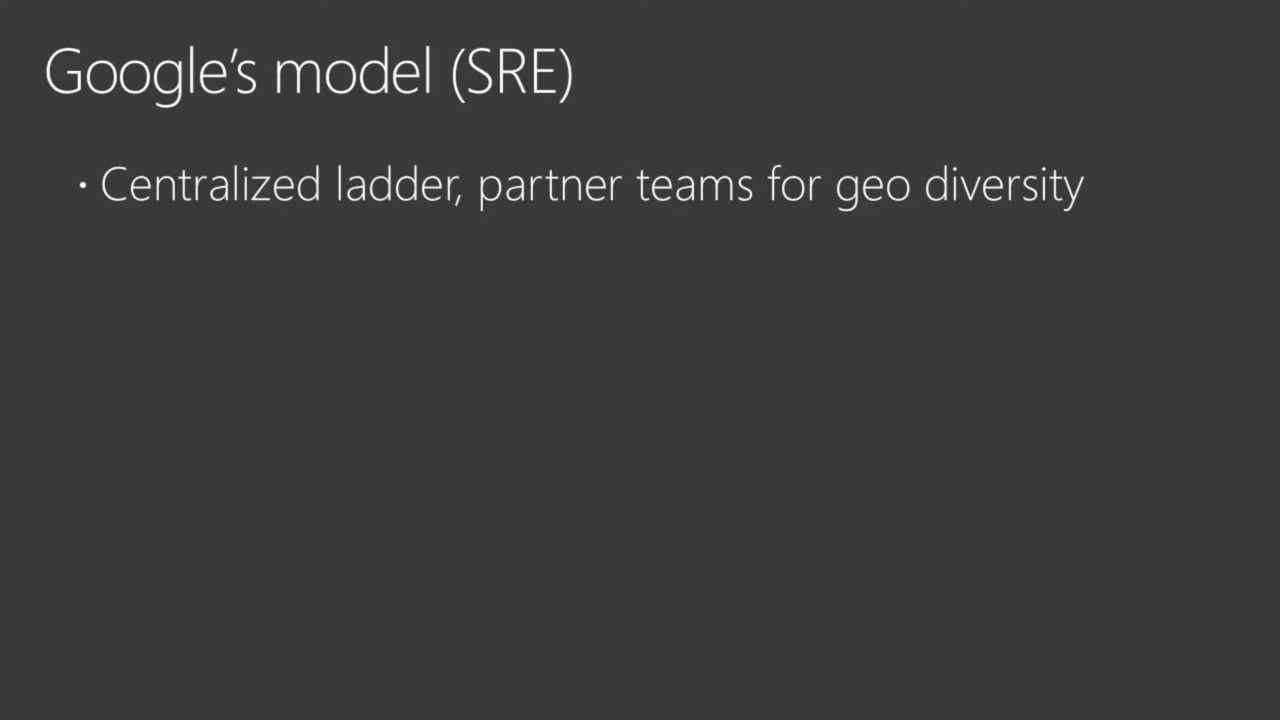 Google’s model (SRE)
· Centralized ladder, partner teams for geo diversity